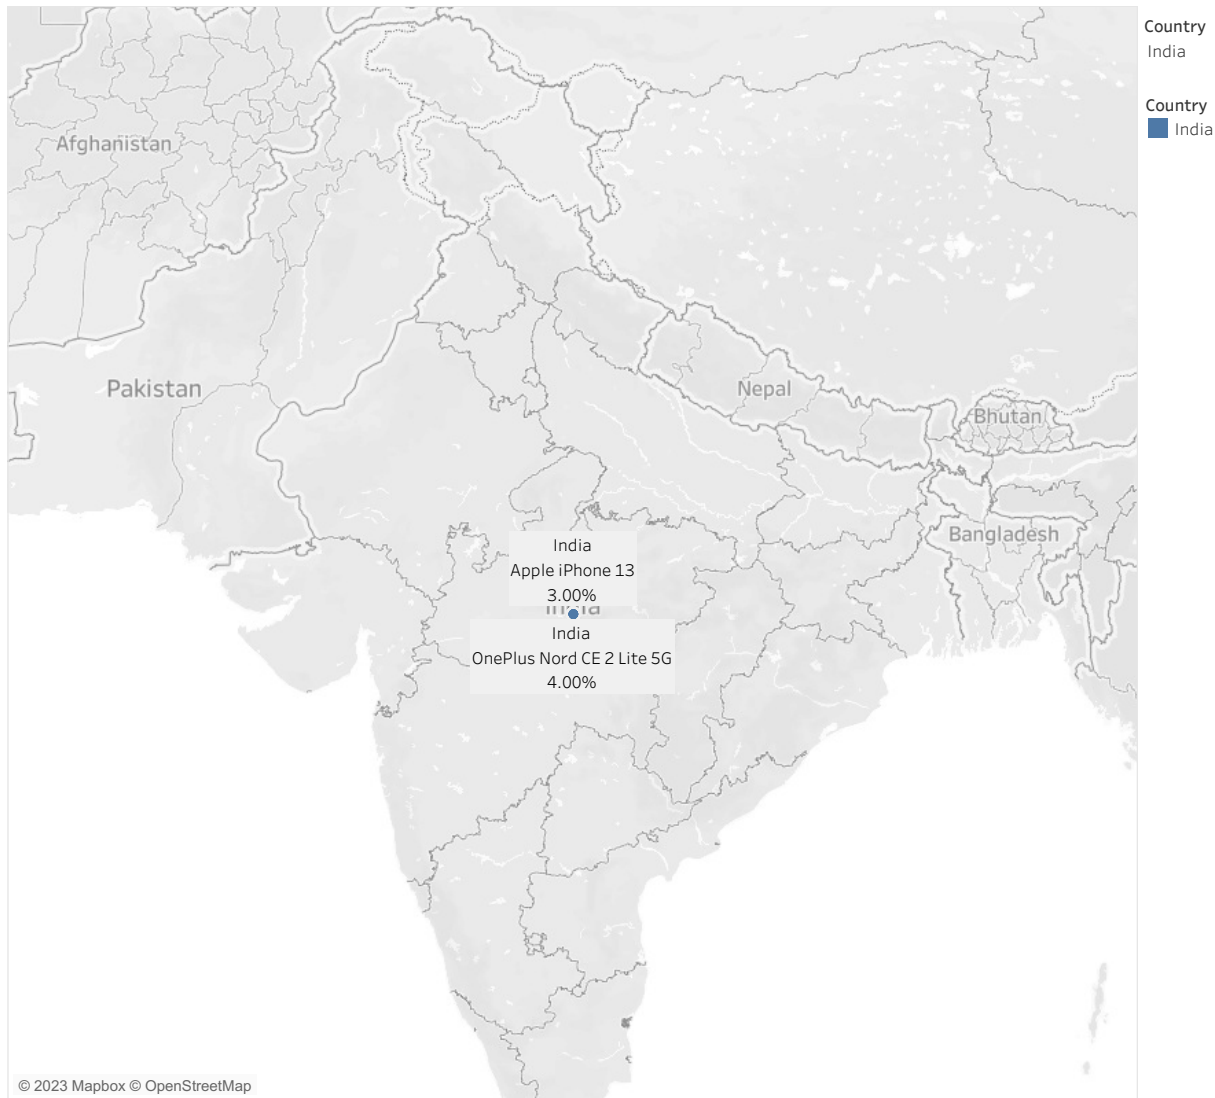 Country
India
Country
India
Afghanistan
Pakistan
Nepal
Bhutan
Bangladesh
India
Apple iPhone 13
3.00%
India
India
OnePlus Nord CE 2 Lite 5G
4.00%
© 2023 Mapbox © OpenStreetMap